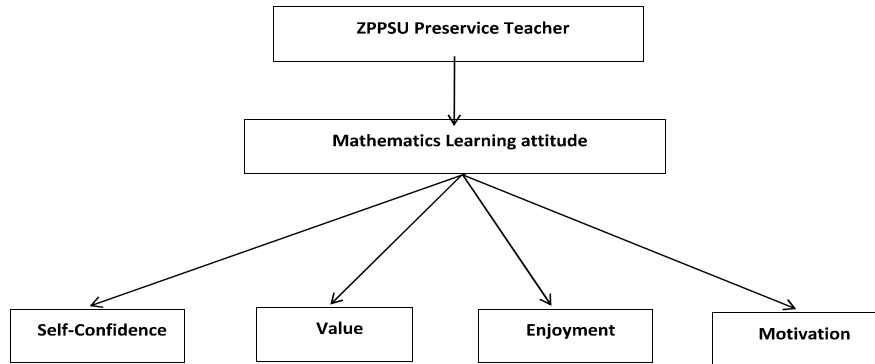 ZPPSU Preservice Teacher
Mathematics Learning attitude
Self-Confidence
Value
Enjoyment
Motivation